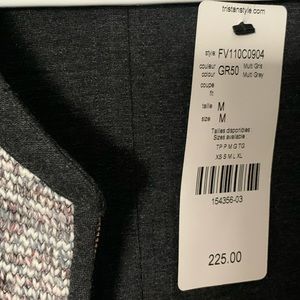 tristanstyle.com
style FV110C0904
couleur colour GR50 Multi Gris Multi Grey
coupe fit
taille M
size M
Tailles disponibles
Sizes available
TP P M G TG
XS S M L XL
154356-03
225.00